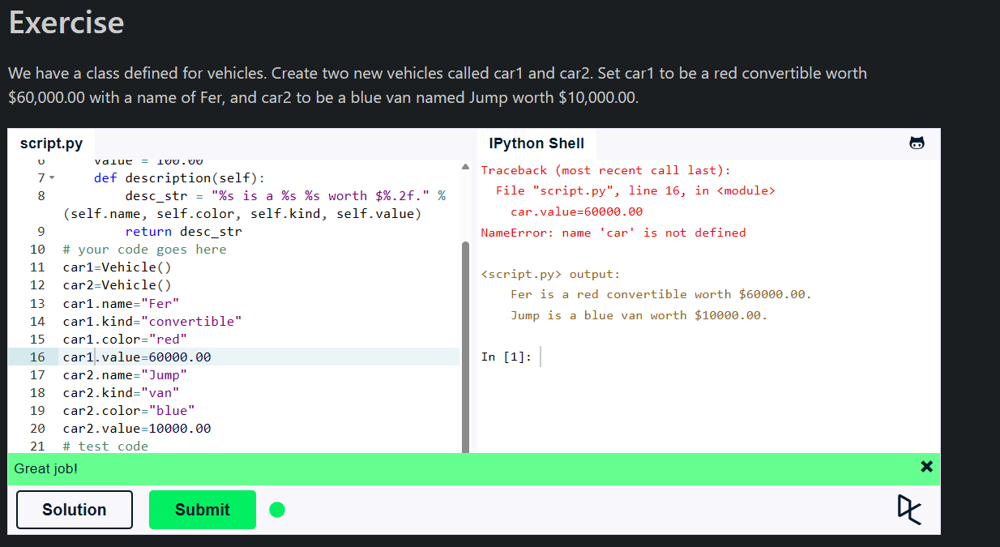 Exercise
We have a class defined for vehicles. Create two new vehicles called car1 and car2. Set car1 to be a red convertible worth
$60,000.00 with a name of Fer, and car2 to be a blue van named Jump worth $10,000.00.
script.py
6 value = 100.00
7 def description(self):
8 desc_str = "%s is a %s %s worth $%.2f." %
(self.name, self.color, self.kind, self.value)
9 return desc_str
10 # your code goes here
11 car1=Vehicle()
12 car2=Vehicle()
13 car1.name="Fer"
14 car1.kind="convertible"
15 car1.color="red"
16 car1.value=60000.00
17 car2.name="Jump"
18 car2.kind="van"
19 car2.color="blue"
20 car2.value=10000.00
21 # test code
IPython Shell
Traceback (most recent call last):
File "script.py", line 16, in <module>
car.value=60000.00
NameError: name 'car' is not defined
<script.py> output:
Fer is a red convertible worth $60000.00.
Jump is a blue van worth $10000.00.
In [1]:
Great job!
Solution
Submit